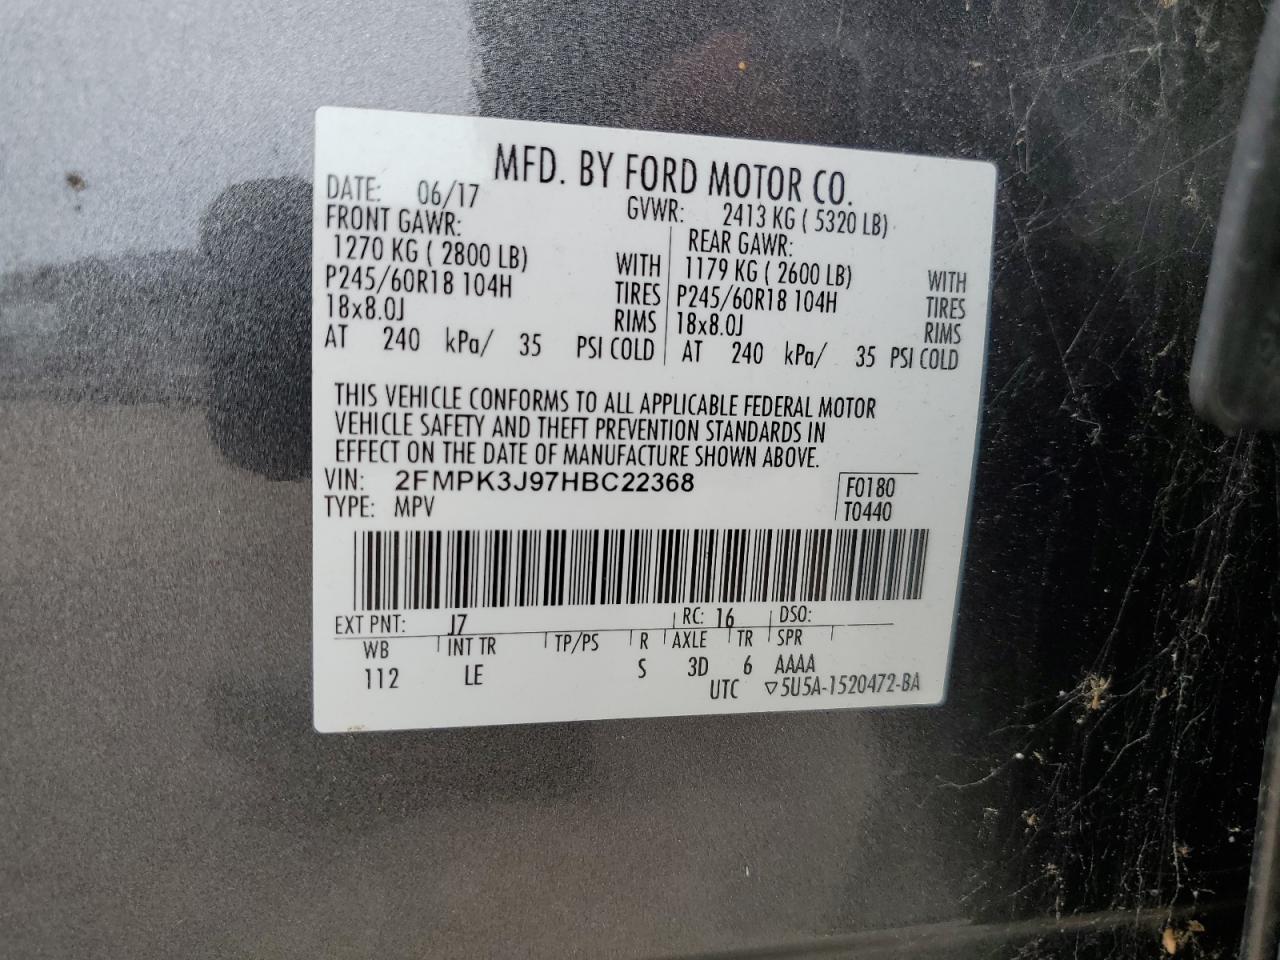 MFD. BY FORD MOTOR CO.
DATE: 06/17 GVWR: 2413 KG ( 5320 LB)
FRONT GAWR: REAR GAWR:
1270 KG ( 2800 LB) WITH 1179 KG ( 2600 LB) WITH
P245/60R18 104H TIRES P245/60R18 104H TIRES
18x8.0J RIMS 18x8.0J RIMS
AT 240 kPa/ 35 PSI COLD AT 240 kPa/ 35 PSI COLD
THIS VEHICLE CONFORMS TO ALL APPLICABLE FEDERAL MOTOR
VEHICLE SAFETY AND THEFT PREVENTION STANDARDS IN
EFFECT ON THE DATE OF MANUFACTURE SHOWN ABOVE.
VIN: 2FMPK3J97HBC22368 F0180
TYPE: MPV T0440
EXT PNT: J7 RC: 16 DSO:
WB INT TR TP/PS R AXLE TR SPR
112 LE S 3D 6 AAAA
UTC ▽5U5A-1520472-BA